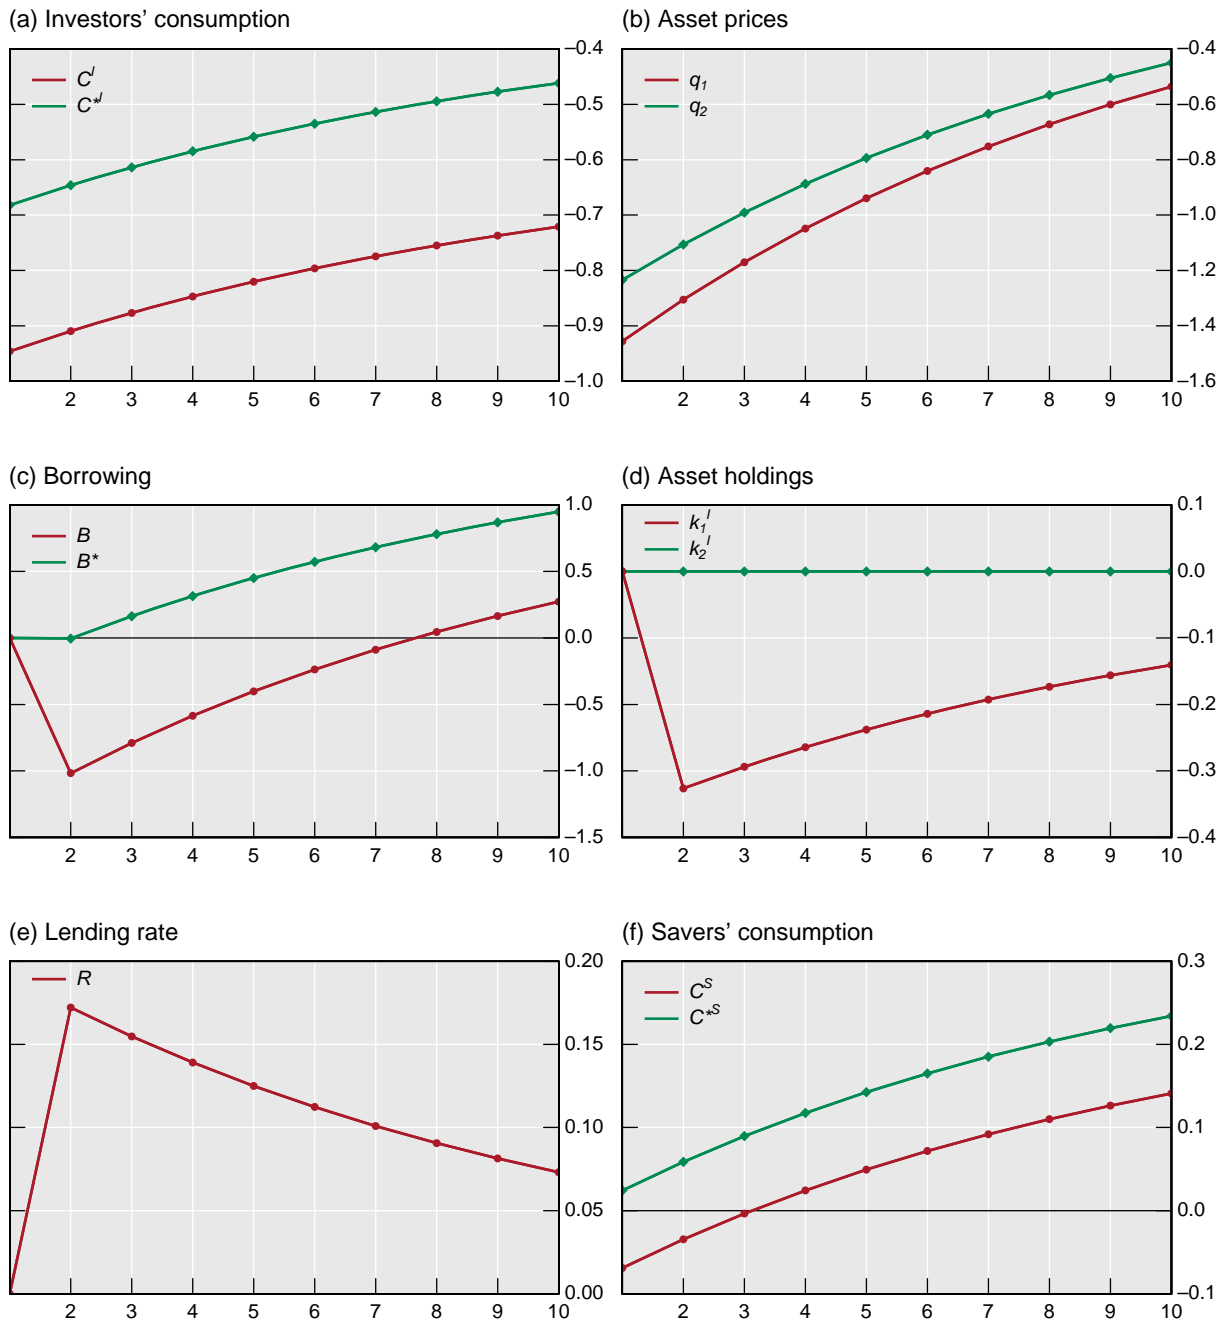 (a) Investors’ consumption
C^I
C*^I
–0.4
–0.5
–0.6
–0.7
–0.8
–0.9
–1.0
2 3 4 5 6 7 8 9 10
(b) Asset prices
q₁
q₂
–0.4
–0.6
–0.8
–1.0
–1.2
–1.4
–1.6
2 3 4 5 6 7 8 9 10
(c) Borrowing
B
B*
1.0
0.5
0.0
–0.5
–1.0
–1.5
2 3 4 5 6 7 8 9 10
(d) Asset holdings
k₁^I
k₂^I
0.1
0.0
–0.1
–0.2
–0.3
–0.4
2 3 4 5 6 7 8 9 10
(e) Lending rate
R
0.20
0.15
0.10
0.05
0.00
2 3 4 5 6 7 8 9 10
(f) Savers’ consumption
C^S
C*^S
0.3
0.2
0.1
0.0
–0.1
2 3 4 5 6 7 8 9 10